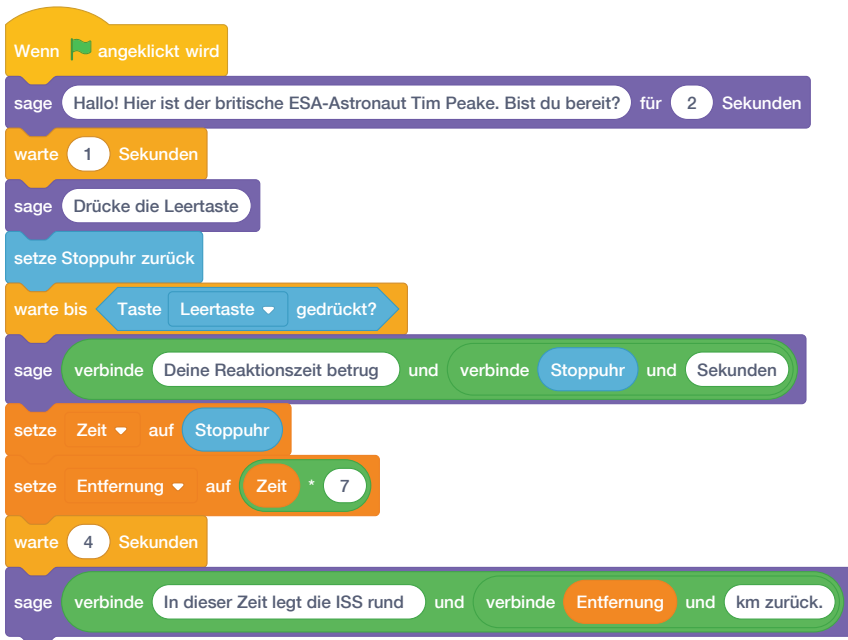 Wenn angeklickt wird
sage Hallo! Hier ist der britische ESA-Astronaut Tim Peake. Bist du bereit? für 2 Sekunden
warte 1 Sekunden
sage Drücke die Leertaste
setze Stoppuhr zurück
warte bis Taste Leertaste gedrückt?
sage verbinde Deine Reaktionszeit betrug und verbinde Stoppuhr und Sekunden
setze Zeit auf Stoppuhr
setze Entfernung auf Zeit * 7
warte 4 Sekunden
sage verbinde In dieser Zeit legt die ISS rund und verbinde Entfernung und km zurück.